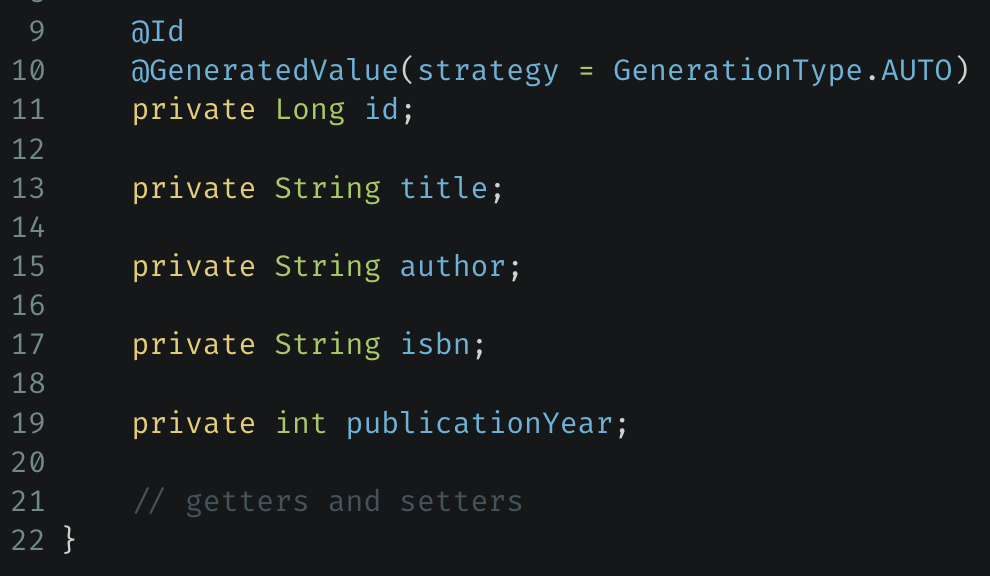 9 @Id
10 @GeneratedValue(strategy = GenerationType.AUTO)
11 private Long id;
12
13 private String title;
14
15 private String author;
16
17 private String isbn;
18
19 private int publicationYear;
20
21 // getters and setters
22 }